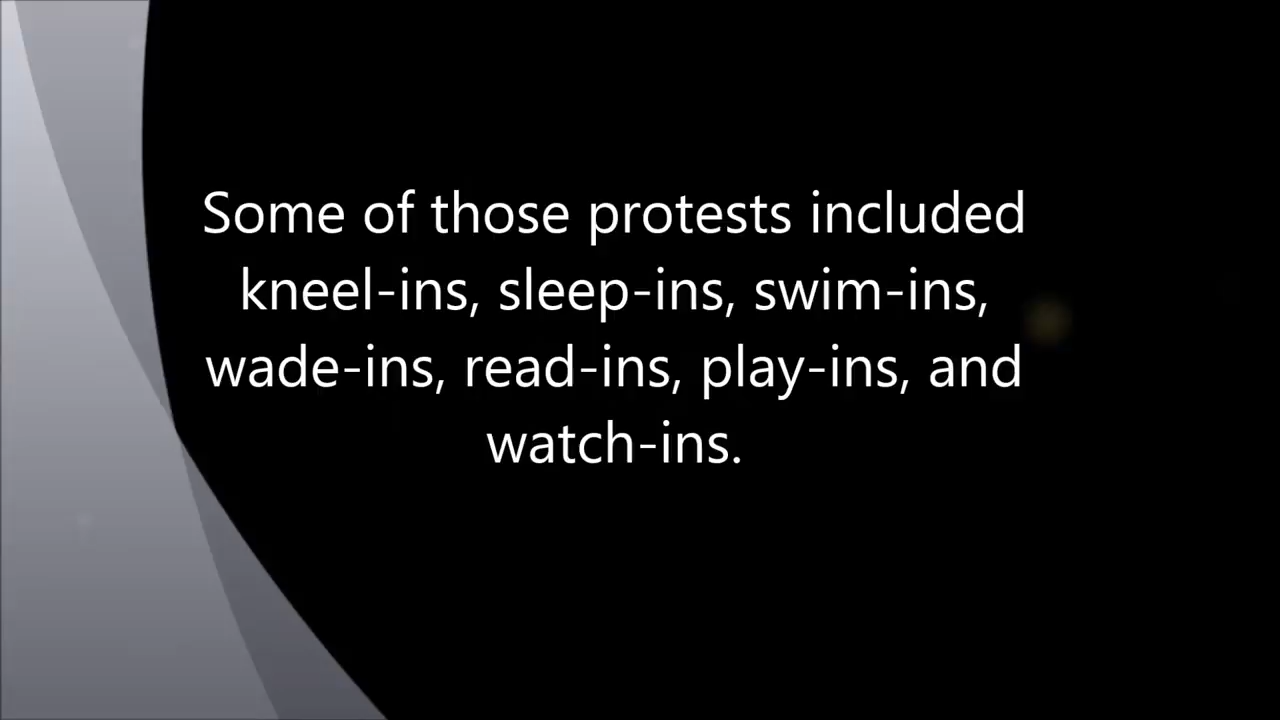 Some of those protests included
kneel-ins, sleep-ins, swim-ins,
wade-ins, read-ins, play-ins, and
watch-ins.